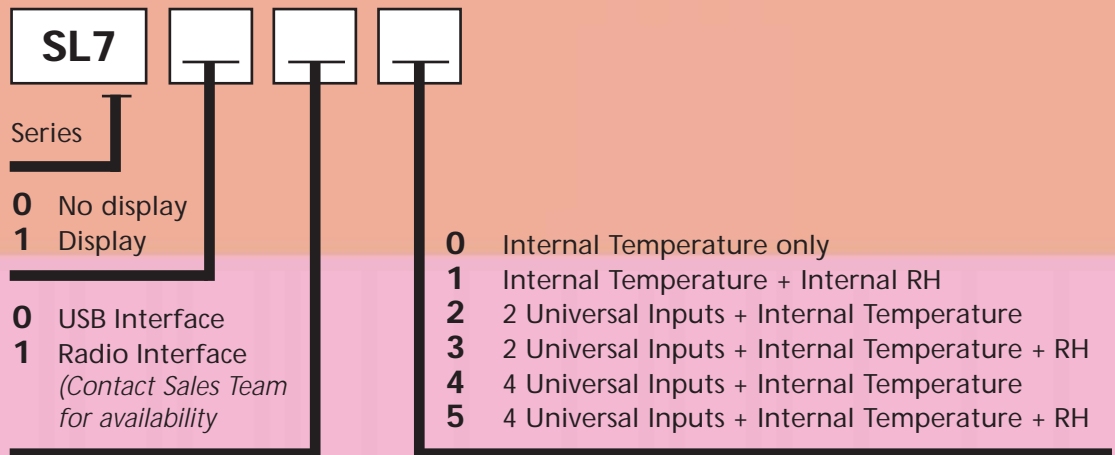 SL7
Series
0 No display
1 Display
0 USB Interface
1 Radio Interface
(Contact Sales Team
for availability
0 Internal Temperature only
1 Internal Temperature + Internal RH
2 2 Universal Inputs + Internal Temperature
3 2 Universal Inputs + Internal Temperature + RH
4 4 Universal Inputs + Internal Temperature
5 4 Universal Inputs + Internal Temperature + RH